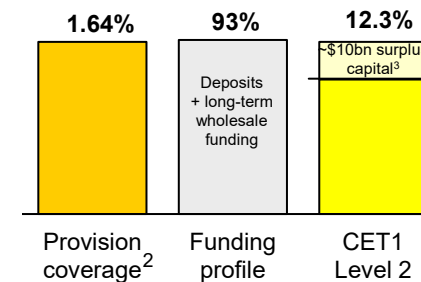 1.64%
93%
12.3%
Deposits
+ long-term
wholesale
funding
~$10bn surplu
capital³
Provision
coverage²
Funding
profile
CET1
Level 2